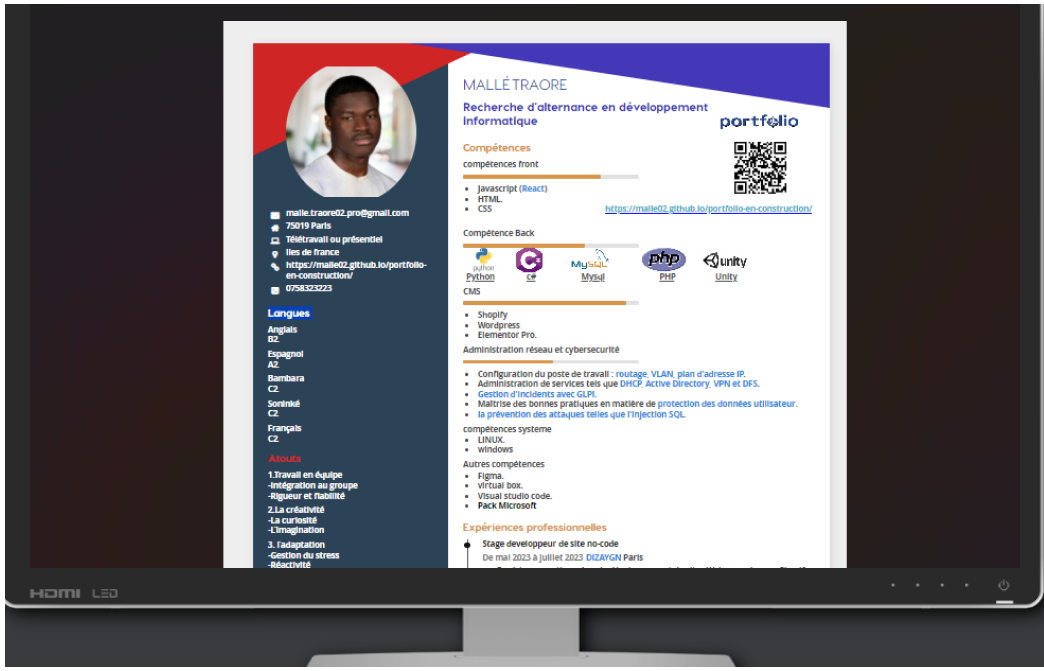 MALLÉ TRAORE
Recherche d'alternance en développement
Informatique
portfolio
Compétences
compétences front
Javascript (React)
HTML.
CSS
https://malle02.github.io/portfolio-en-construction/
Compétence Back
python
MySQL
php
unity
Python
c#
Mysql
PHP
Unity
CMS
Shopify
Wordpress
Elementor Pro.
Administration réseau et cybersecurité
Configuration du poste de travail : routage, VLAN, plan d'adresse IP.
Administration de services tels que DHCP, Active Directory, VPN et DFS.
Gestion d'incidents avec GLPI.
Maîtrise des bonnes pratiques en matière de protection des données utilisateur.
la prévention des attaques telles que l'injection SQL.
compétences systeme
LINUX.
windows
Autres compétences
Figma.
virtual box.
Visual studio code.
Pack Microsoft
Expériences professionnelles
Stage developpeur de site no-code
De mai 2023 à juillet 2023 DIZAYGN Paris
malle.traore02.pro@gmail.com
75019 Paris
Télétravail ou présentiel
Iles de france
https://malle02.github.io/portfolio-
en-construction/
0758323223
Langues
Anglais
B2
Espagnol
A2
Bambara
C2
Soninké
C2
Français
C2
Atouts
1.Travail en équipe
-Intégration au groupe
-Rigueur et fiabilité
2.La créativité
-La curiosité
-L'imagination
3. l'adaptation
-Gestion du stress
-Réactivité
HDMI LED